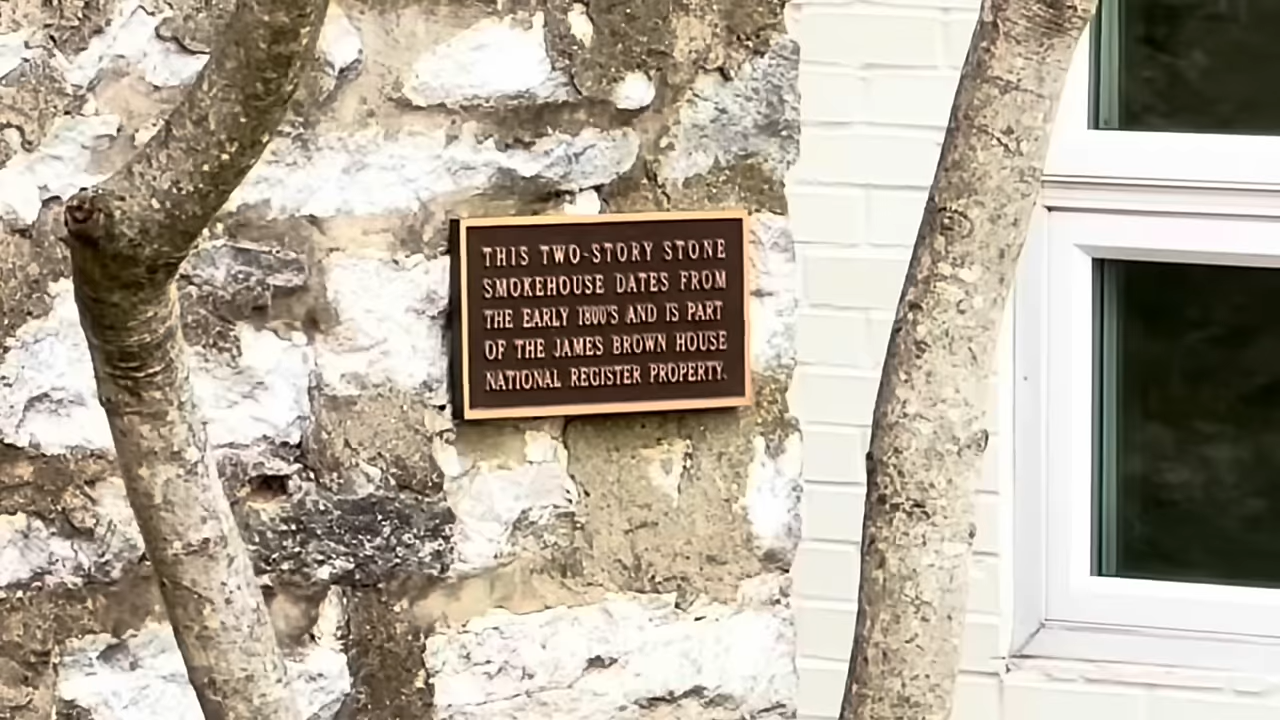 THIS TWO-STORY STONE
SMOKEHOUSE DATES FROM
THE EARLY 1800'S AND IS PART
OF THE JAMES BROWN HOUSE
NATIONAL REGISTER PROPERTY.